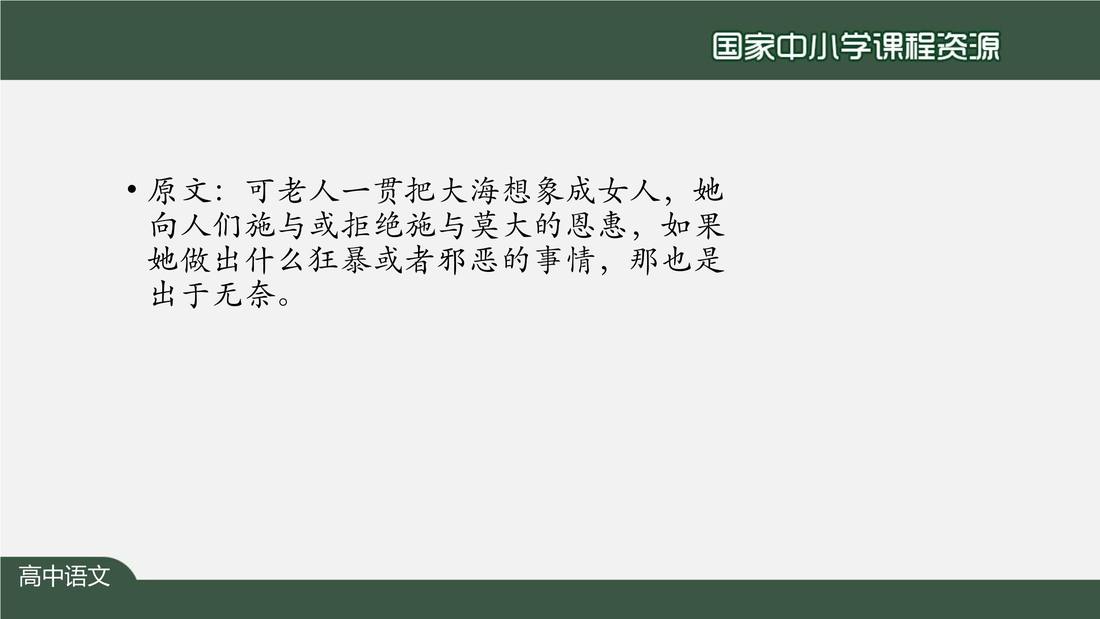 国家中小学课程资源
• 原文：可老人一贯把大海想象成女人，她
向人们施与或拒绝施与莫大的恩惠，如果
她做出什么狂暴或者邪恶的事情，那也是
出于无奈。
高中语文